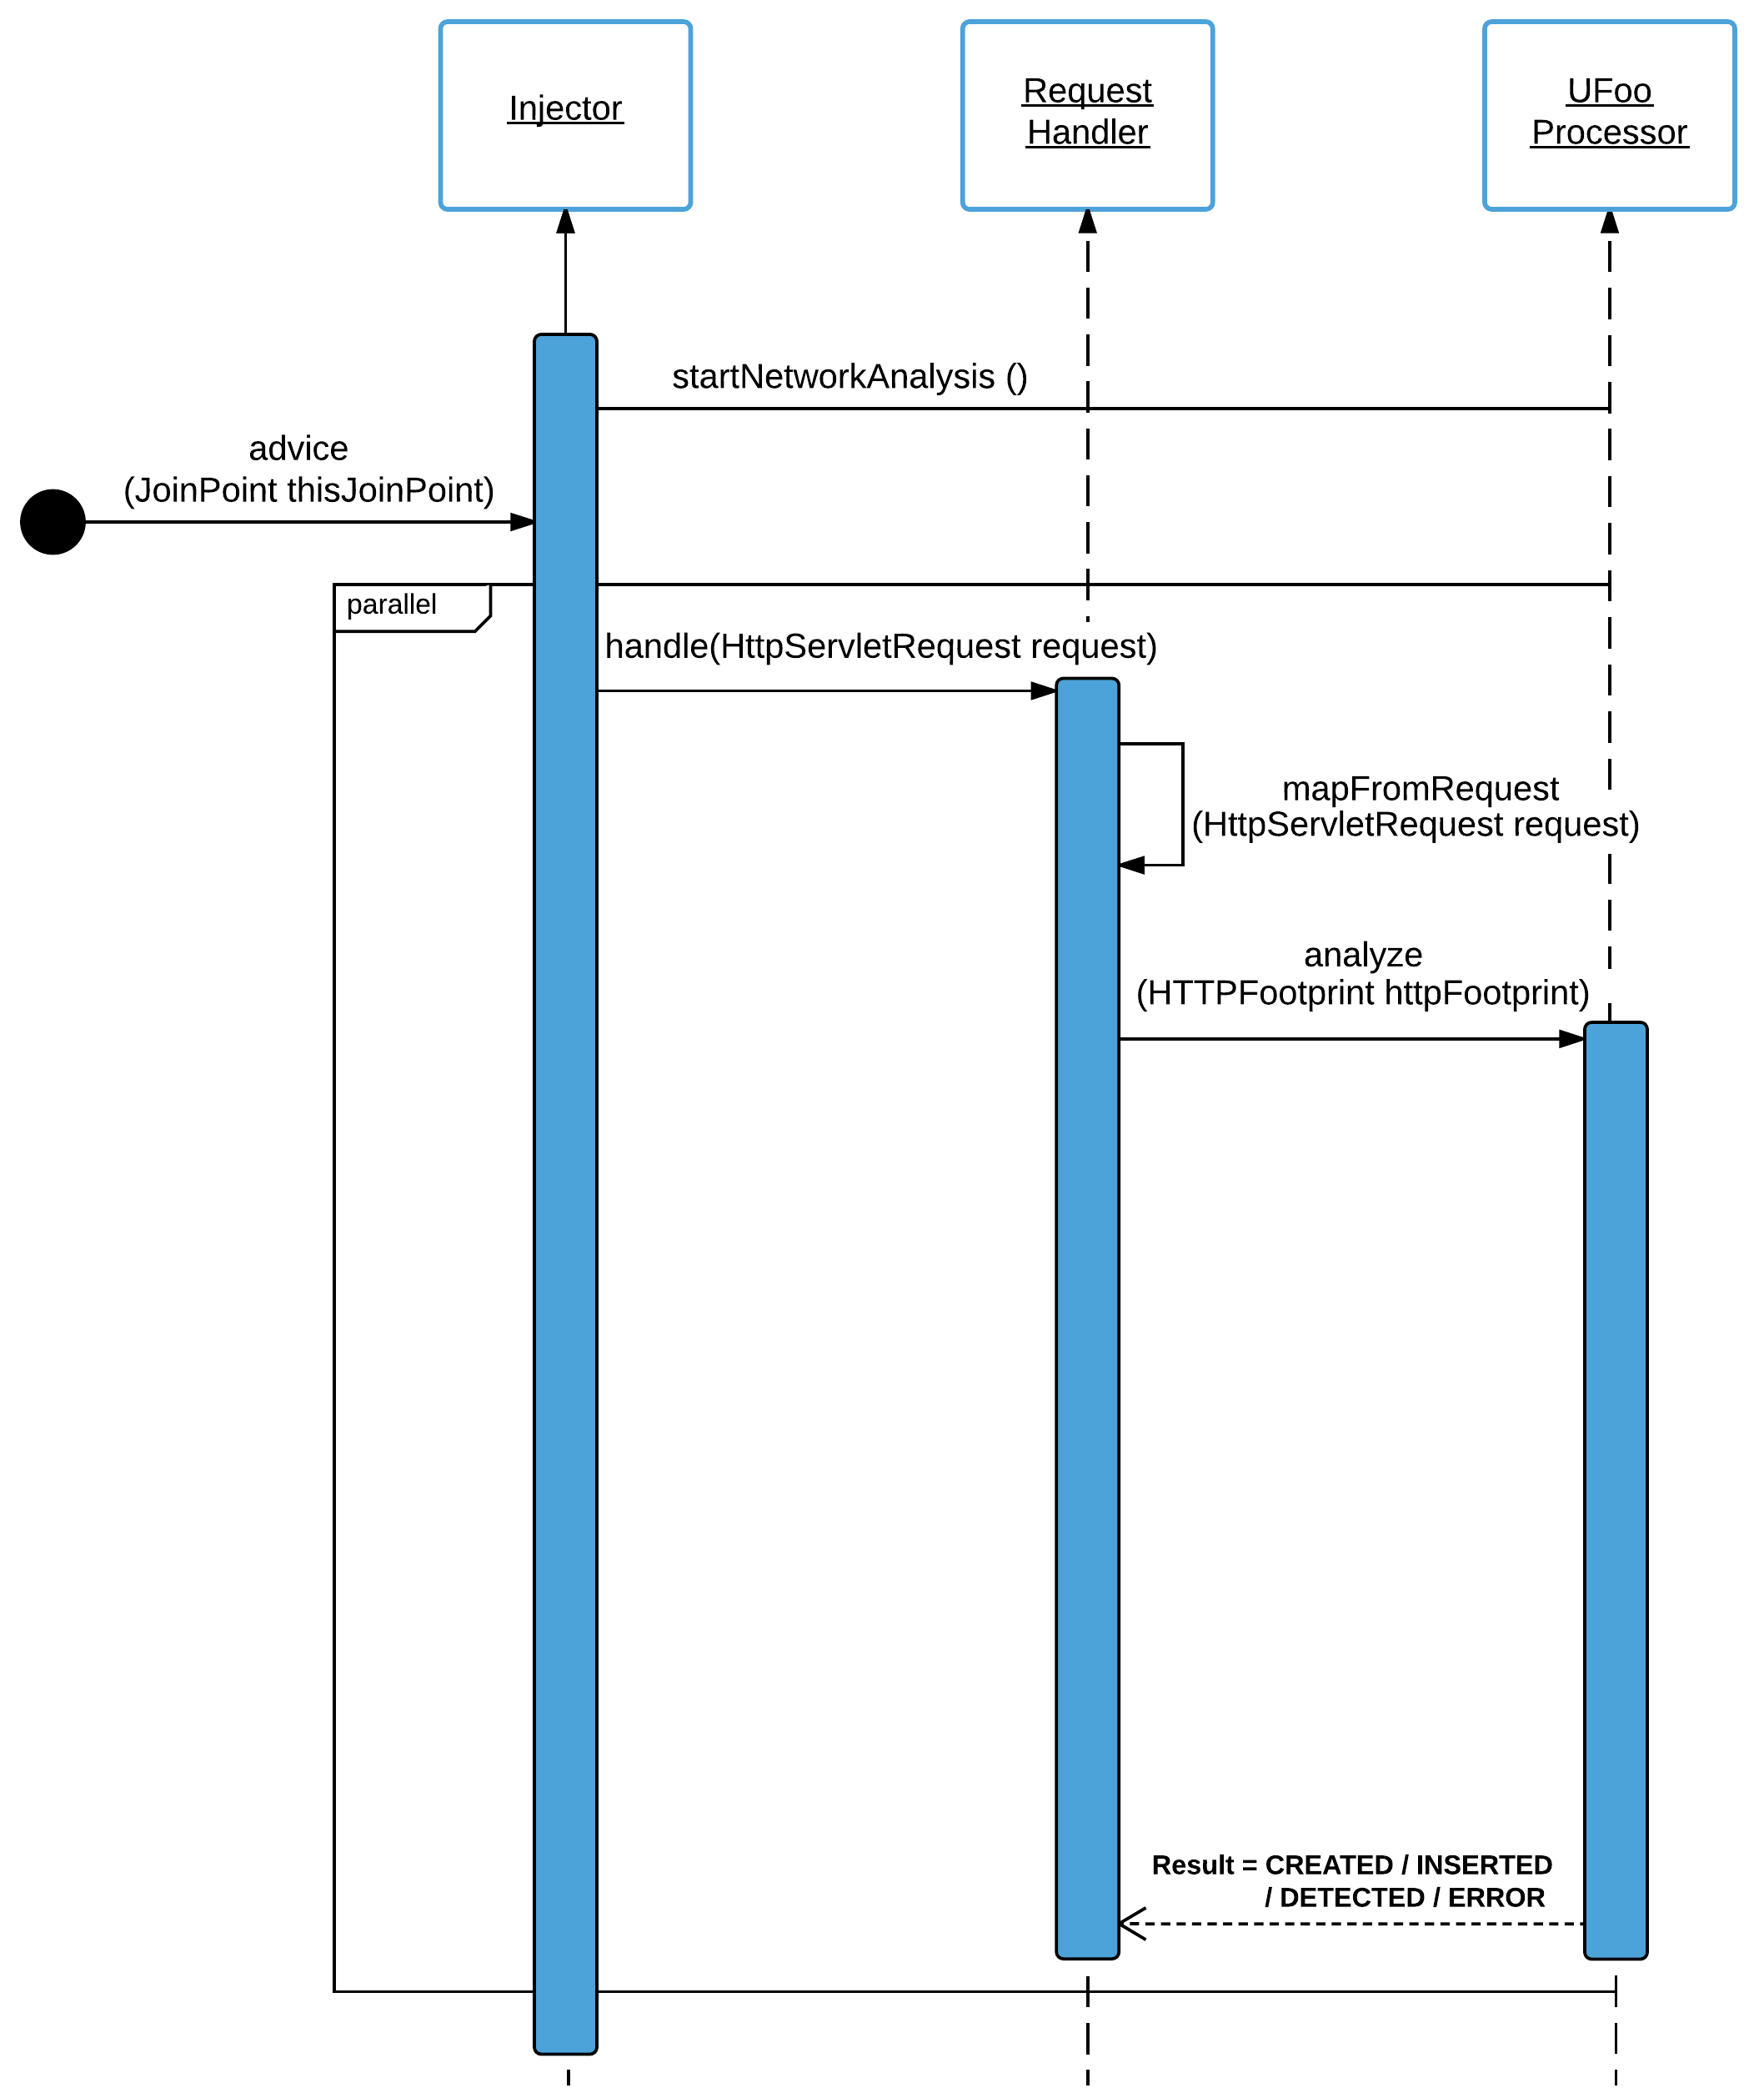 Injector
Request
Handler
UFoo
Processor
startNetworkAnalysis ()
advice
(JoinPoint thisJoinPoint)
parallel
handle(HttpServletRequest request)
mapFromRequest
(HttpServletRequest request)
analyze
(HTTPFootprint httpFootprint)
Result = CREATED / INSERTED
/ DETECTED / ERROR